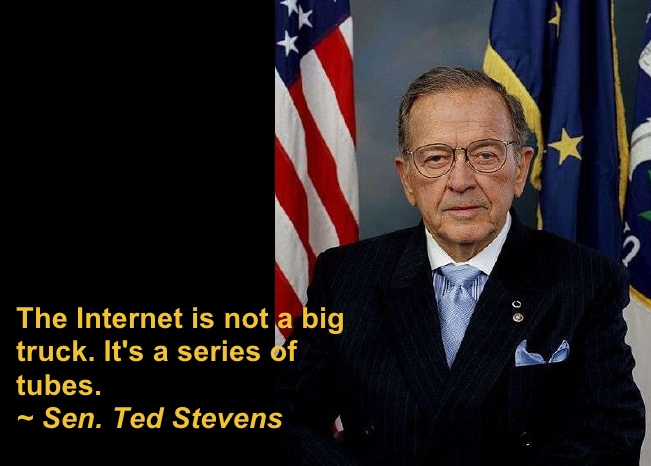 The Internet is not a big
truck. It's a series of
tubes.
~ Sen. Ted Stevens